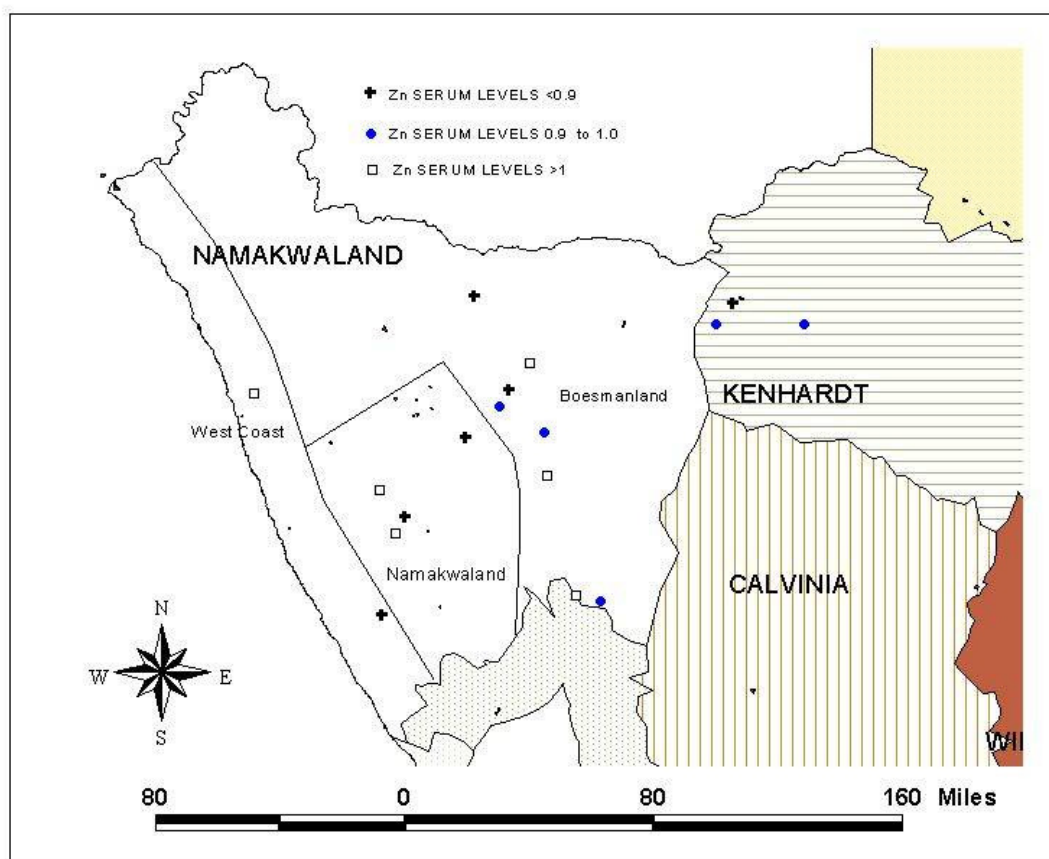 Zn SERUM LEVELS <0.9
Zn SERUM LEVELS 0.9 to 1.0
Zn SERUM LEVELS >1
NAMAKWALAND
Boesmanland
KENHARDT
West Coast
Namakwaland
CALVINIA
N
W E
S
WI
80 0 80 160 Miles